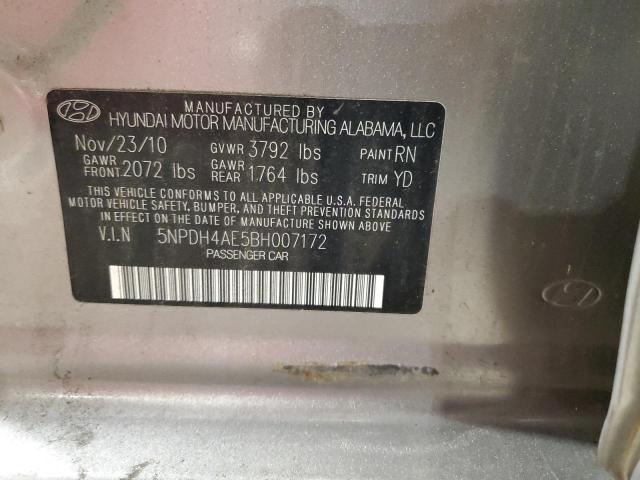 MANUFACTURED BY
HYUNDAI MOTOR MANUFACTURING ALABAMA, LLC
Nov/23/10 GVWR 3792 lbs PAINT RN
GAWR FRONT 2072 lbs GAWR REAR 1764 lbs TRIM YD
THIS VEHICLE CONFORMS TO ALL APPLICABLE U.S.A. FEDERAL
MOTOR VEHICLE SAFETY, BUMPER, AND THEFT PREVENTION STANDARDS
IN EFFECT ON THE DATE OF MANUFACTURE SHOWN ABOVE
V.I.N 5NPDH4AE5BH007172
PASSENGER CAR